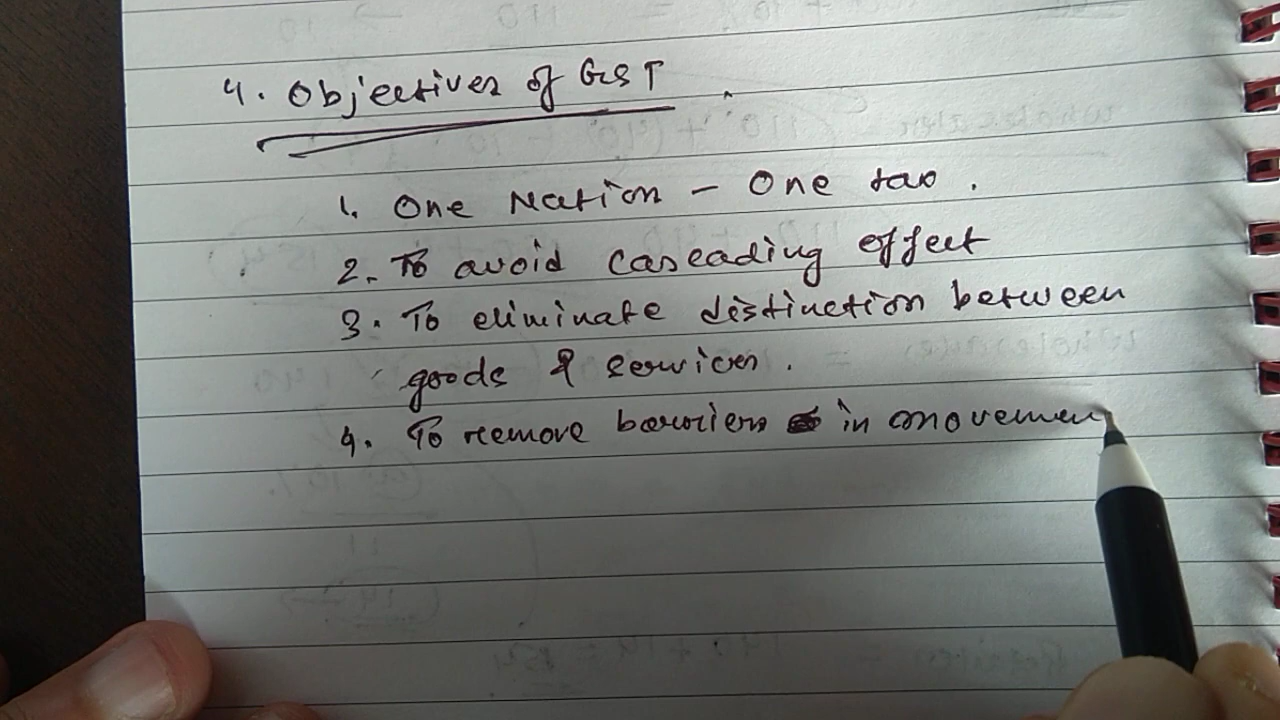 4. Objectives of GST
1. One Nation - One tax.
2. To avoid cascading effect
3. To eliminate distinction between
goods & services.
4. To remove barriers in movemen